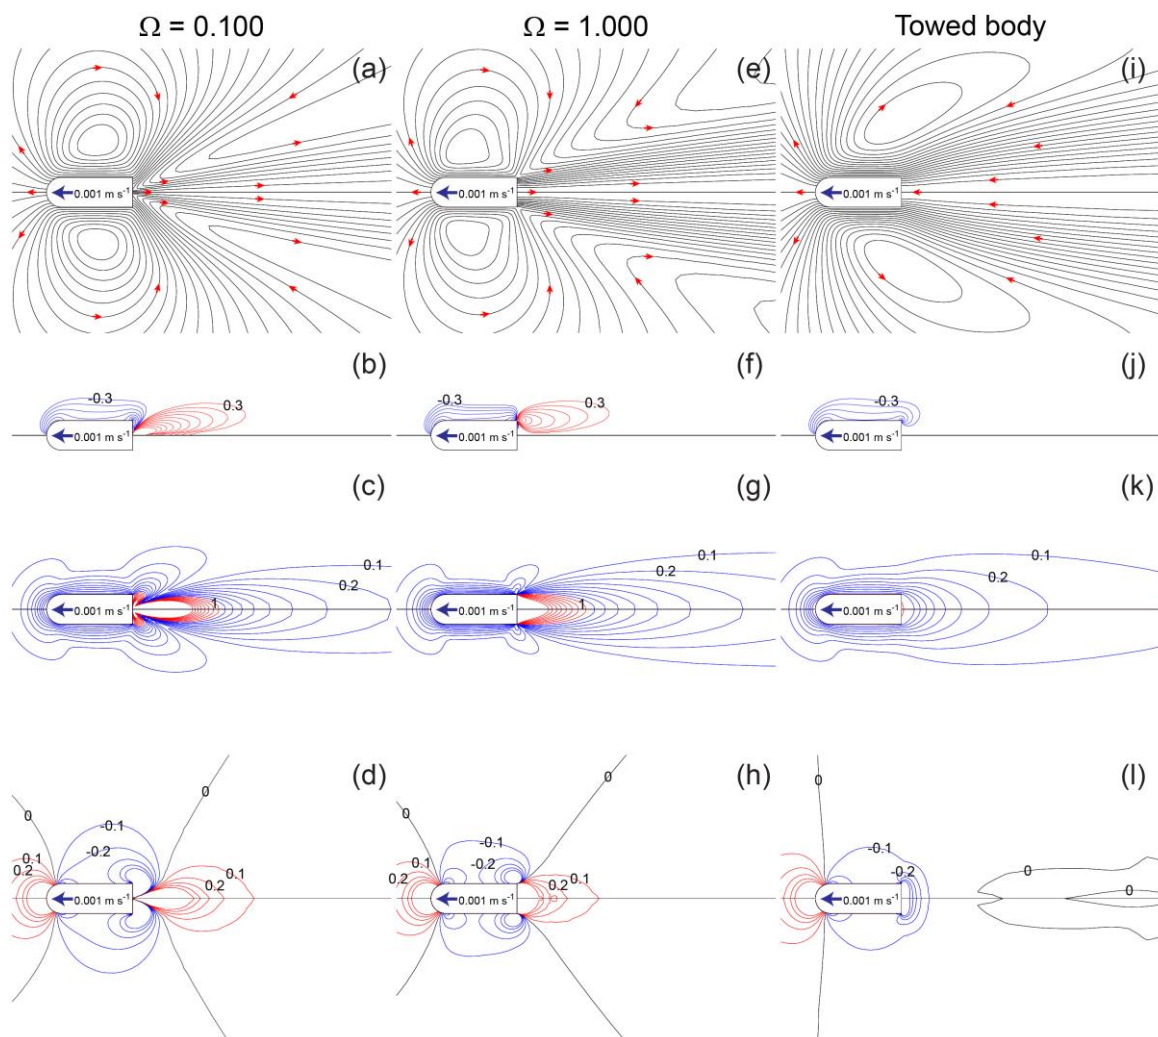 Ω = 0.100 Ω = 1.000 Towed body
(a) (e) (i)
0.001 m s⁻¹ 0.001 m s⁻¹ 0.001 m s⁻¹
(b) (f) (j)
-0.3 0.3 -0.3 0.3 -0.3
0.001 m s⁻¹ 0.001 m s⁻¹ 0.001 m s⁻¹
(c) (g) (k)
0.1 0.1 0.1
0.2 0.2 0.2
0.001 m s⁻¹ 1 0.001 m s⁻¹ 1 0.001 m s⁻¹
(d) (h) (l)
0 0 0 0 0
-0.1 -0.1 -0.1
0.1 -0.2 0.1 -0.2 -0.2 0
0.2 0.2 0.1 0.2 0.2 0.1 0
0.001 m s⁻¹ 0.001 m s⁻¹ 0.001 m s⁻¹